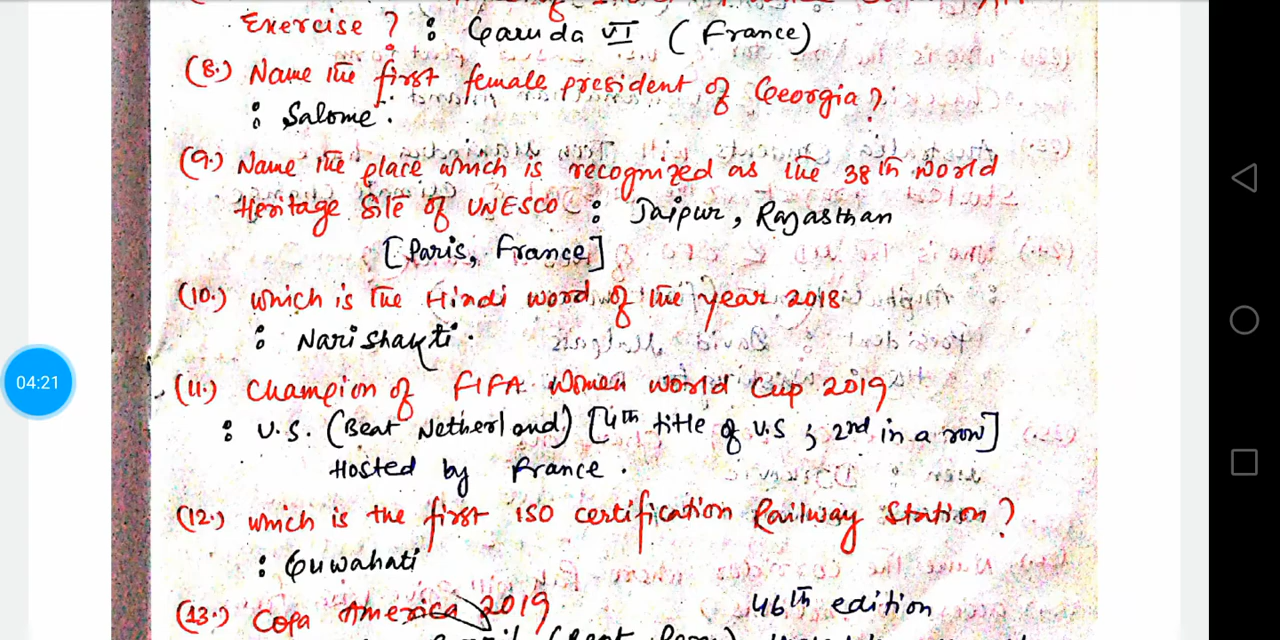 Exercise ? : Garuda VI ( France)
(8.) Name the first female president of Georgia ?
: Salome.
(9.) Name the place which is recognized as the 38th world
Heritage Site of UNESCO : Jaipur, Rajasthan
[Paris, France]
(10.) which is the Hindi word of the year 2018
: Nari Shakti.
04:21
(11.) Champion of FIFA Women world Cup 2019
: U.S. (Beat Netherland) [4th title of U.S ; 2nd in a row]
Hosted by France.
(12.) which is the first ISO certification Railway Station ?
: Guwahati
(13.) Copa America 2019 46th edition